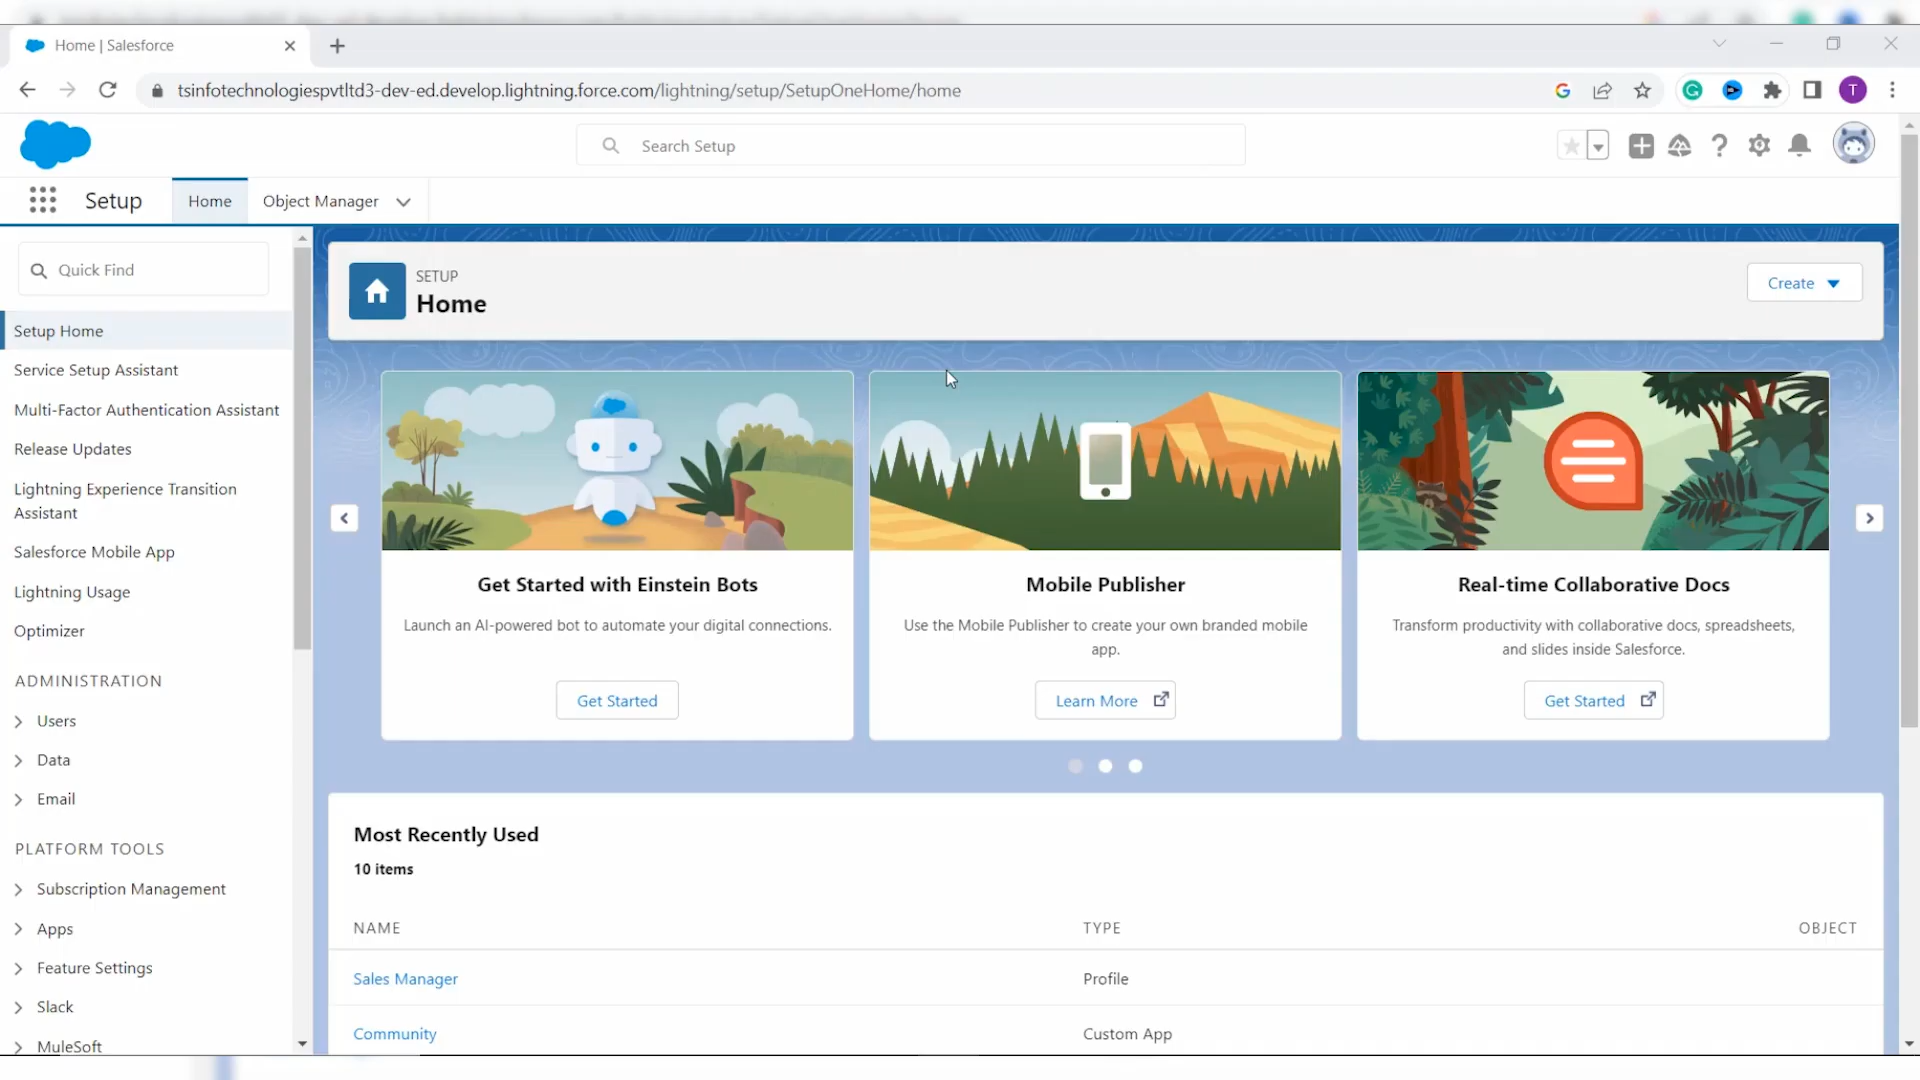 Home | Salesforce
tsinfotechnologiespvtltd3-dev-ed.develop.lightning.force.com/lightning/setup/SetupOneHome/home
T
Search Setup
Setup
Home
Object Manager
Quick Find
Setup Home
Service Setup Assistant
Multi-Factor Authentication Assistant
Release Updates
Lightning Experience Transition
Assistant
Salesforce Mobile App
Lightning Usage
Optimizer
ADMINISTRATION
Users
Data
Email
PLATFORM TOOLS
Subscription Management
Apps
Feature Settings
Slack
MuleSoft
SETUP
Home
Create
Get Started with Einstein Bots
Launch an AI-powered bot to automate your digital connections.
Get Started
Mobile Publisher
Use the Mobile Publisher to create your own branded mobile
app.
Learn More
Real-time Collaborative Docs
Transform productivity with collaborative docs, spreadsheets,
and slides inside Salesforce.
Get Started
Most Recently Used
10 items
NAME TYPE OBJECT
Sales Manager Profile
Community Custom App